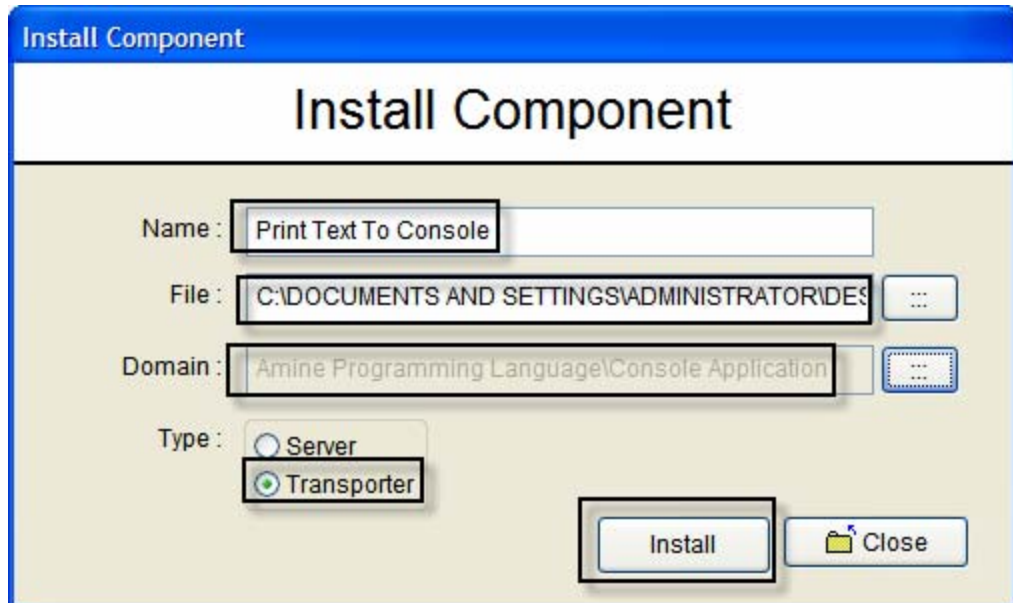 Install Component
Install Component
Name : Print Text To Console
File : C:\DOCUMENTS AND SETTINGS\ADMINISTRATOR\DES :::
Domain : Amine Programming Language\Console Application :::
Type : Server
Transporter
Install Close